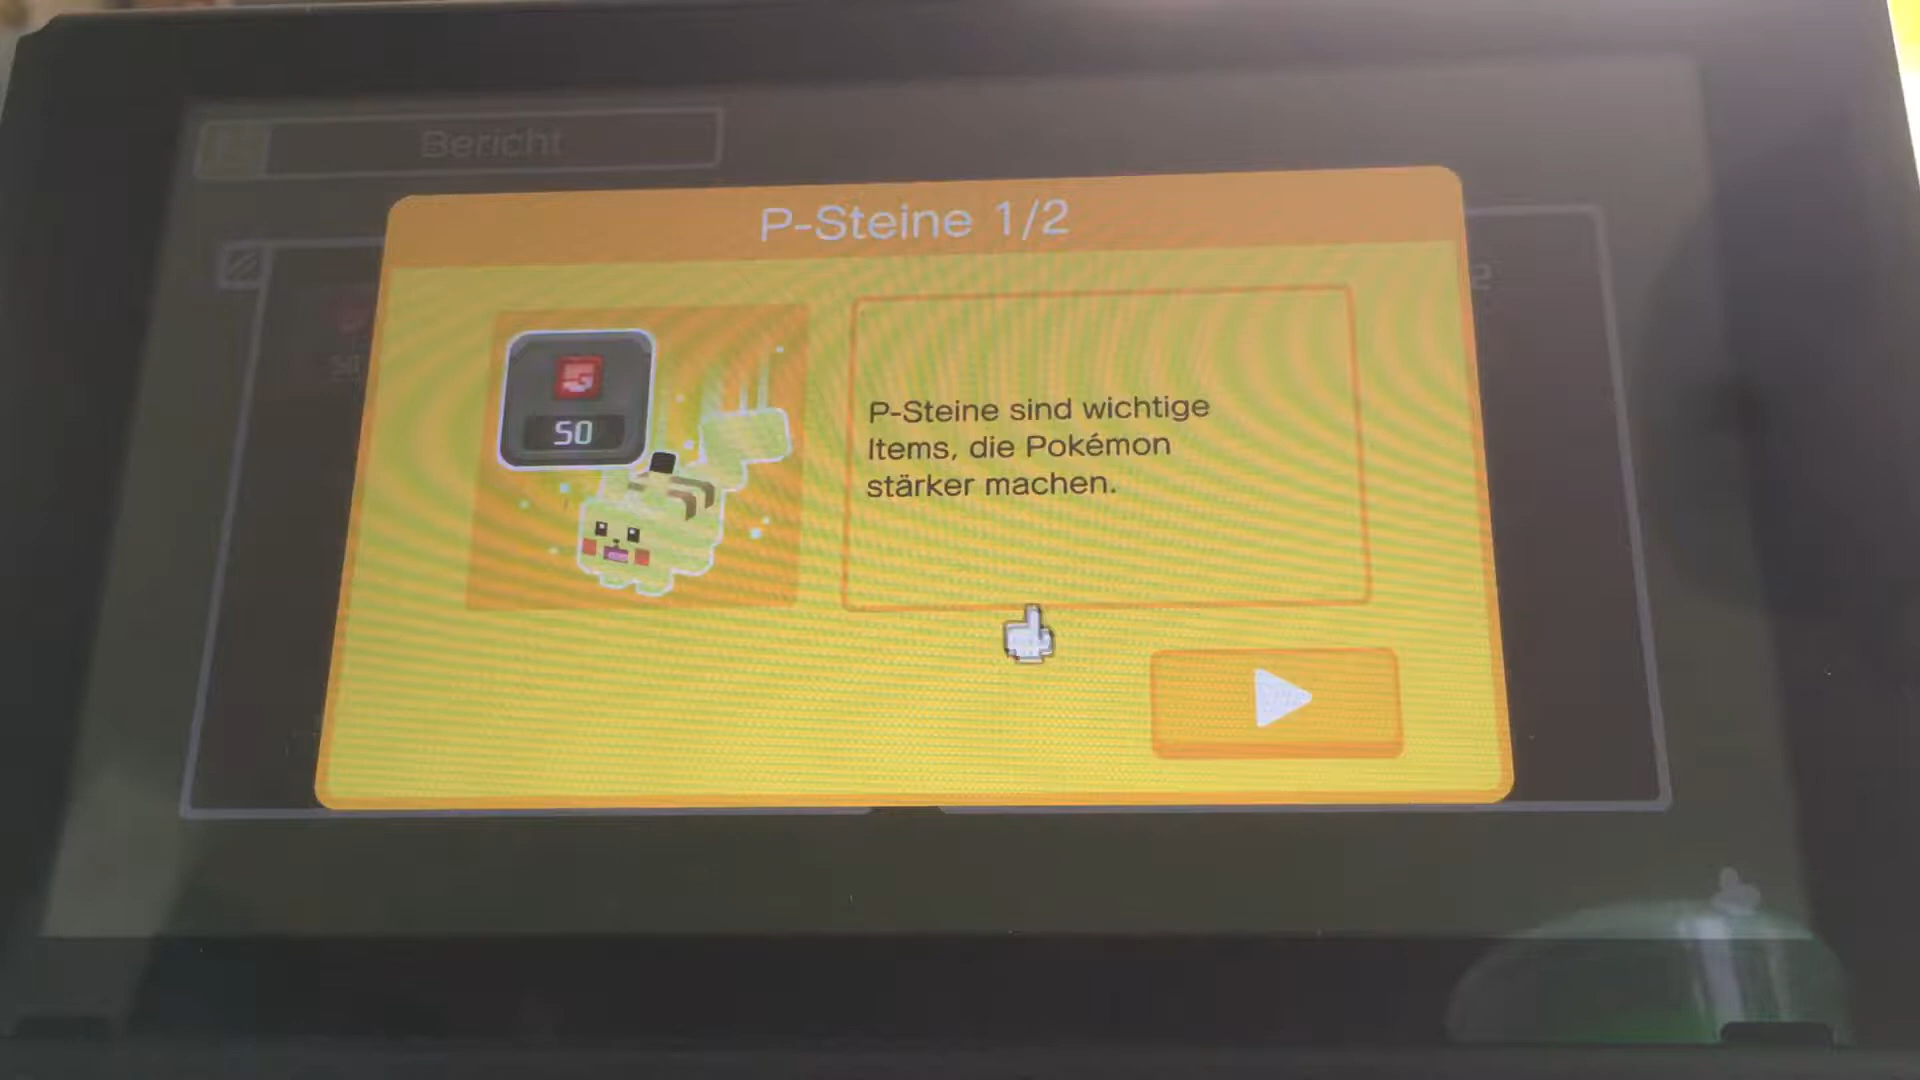 Bericht
P-Steine 1/2
50
P-Steine sind wichtige
Items, die Pokémon
stärker machen.